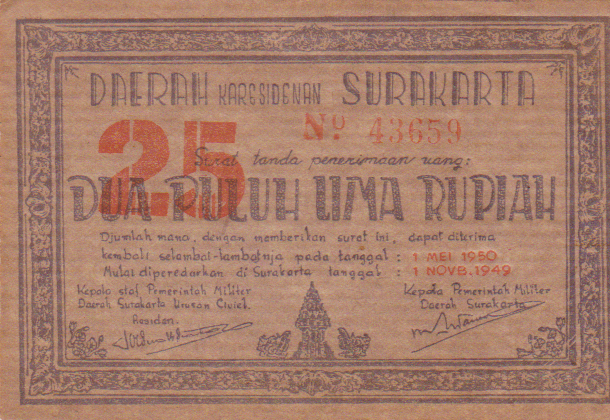 DAERAH KARESIDENAN SURAKARTA
25
No 43659
Surat tanda penerimaan uang:
DUA PULUH LIMA RUPIAH
Djumlah mana, dengan memberikan surat ini, dapat diterima
kembali selambat-lambatnja pada tanggal : 1 MEI 1950
Mulai diperedarkan di Surakarta tanggal : 1 NOVB. 1949
Kepala staf Pemerintah Militer
Daerah Surakarta Urusan Civiel.
Residen.
Kepala Pemerintah Militer
Daerah Surakarta